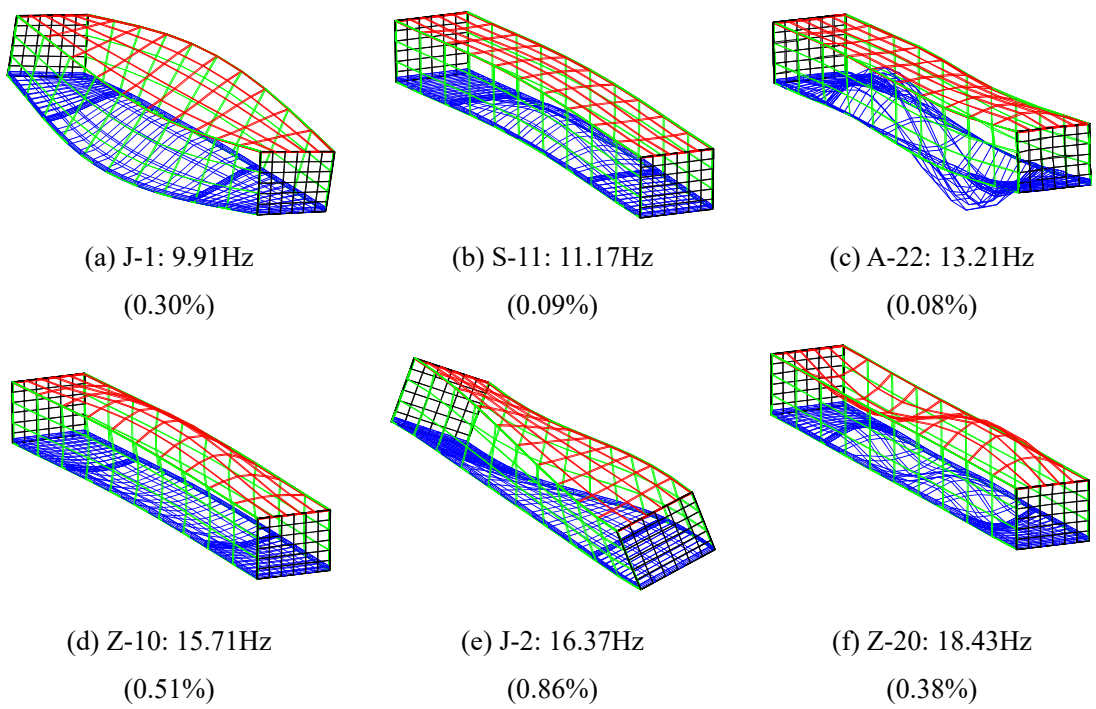 (a) J-1: 9.91Hz
(0.30%)
(b) S-11: 11.17Hz
(0.09%)
(c) A-22: 13.21Hz
(0.08%)
(d) Z-10: 15.71Hz
(0.51%)
(e) J-2: 16.37Hz
(0.86%)
(f) Z-20: 18.43Hz
(0.38%)